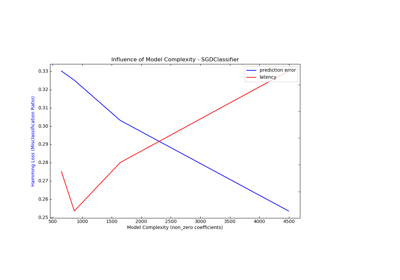 Influence of Model Complexity - SGDClassifier
prediction error
latency
0.33
0.32
0.31
0.30
0.29
0.28
0.27
0.26
0.25
Hamming Loss (Misclassification Ratio)
500 1000 1500 2000 2500 3000 3500 4000 4500
Model Complexity (non_zero coefficients)